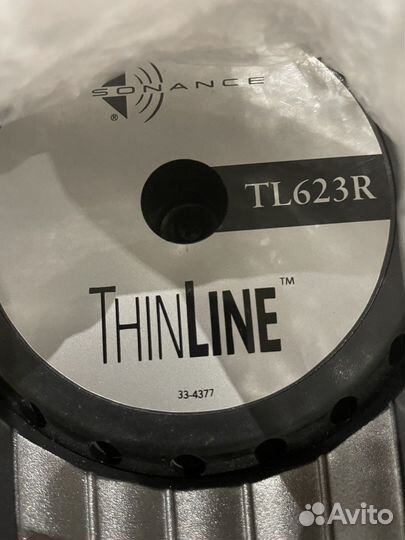 SONANCE
®
TL623R
THINLINE™
33-4377
Avito